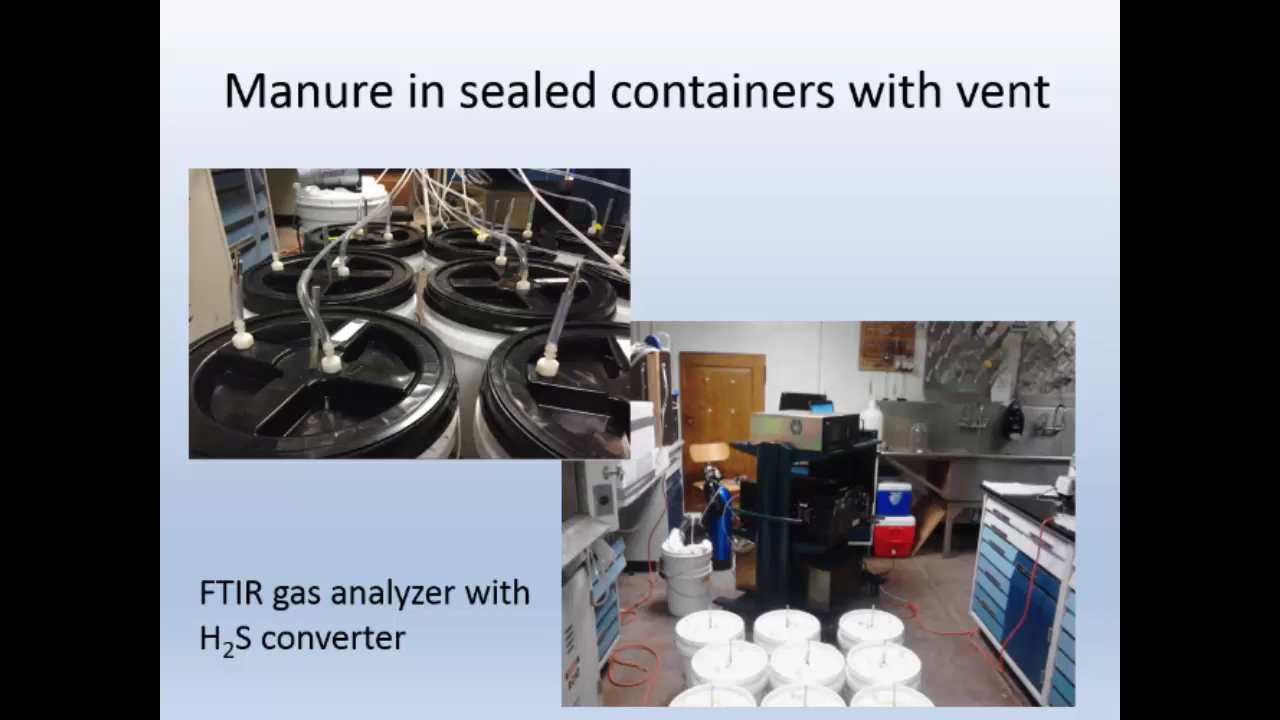 Manure in sealed containers with vent
FTIR gas analyzer with
H₂S converter